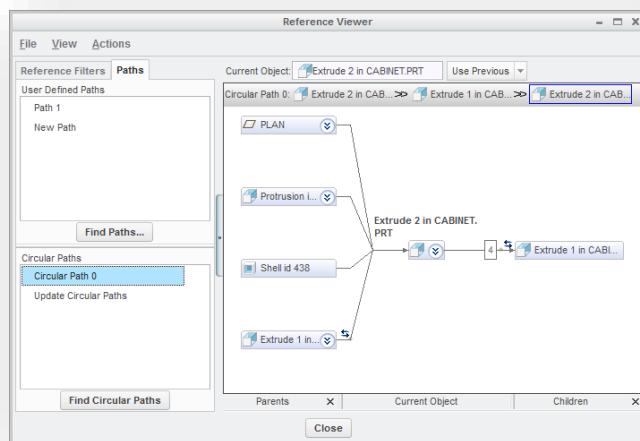 Reference Viewer
File View Actions
Reference Filters Paths
User Defined Paths
Path 1
New Path
Find Paths...
Circular Paths
Circular Path 0
Update Circular Paths
Find Circular Paths
Current Object: Extrude 2 in CABINET.PRT Use Previous
Circular Path 0: Extrude 2 in CAB... >> Extrude 1 in CAB... >> Extrude 2 in CAB...
PLAN
Protrusion i...
Extrude 2 in CABINET.
PRT
4 Extrude 1 in CABI...
Shell id 438
Extrude 1 in...
Parents X Current Object Children X
Close